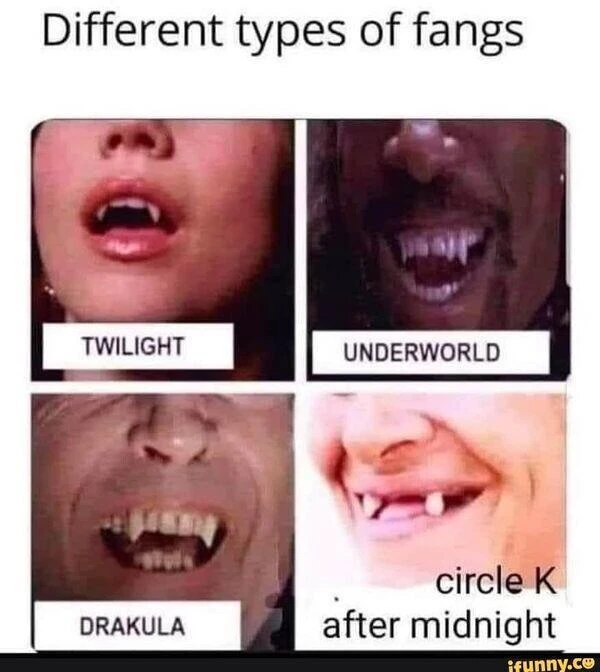 Different types of fangs
TWILIGHT
UNDERWORLD
DRAKULA
circle K
after midnight
ifunny.co